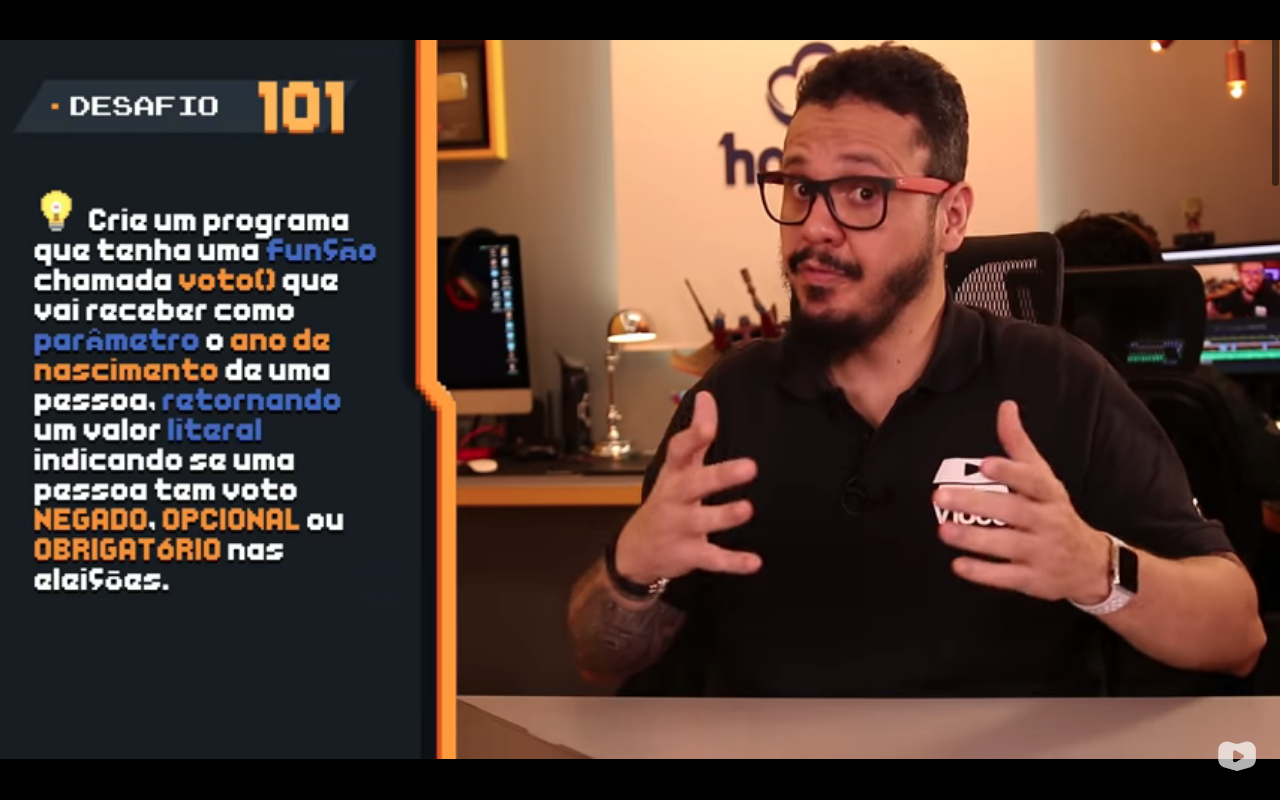 DESAFIO 101
Crie um programa
que tenha uma função
chamada voto() que
vai receber como
parâmetro o ano de
nascimento de uma
pessoa, retornando
um valor literal
indicando se uma
pessoa tem voto
NEGADO, OPCIONAL ou
OBRIGATÓRIO nas
eleições.